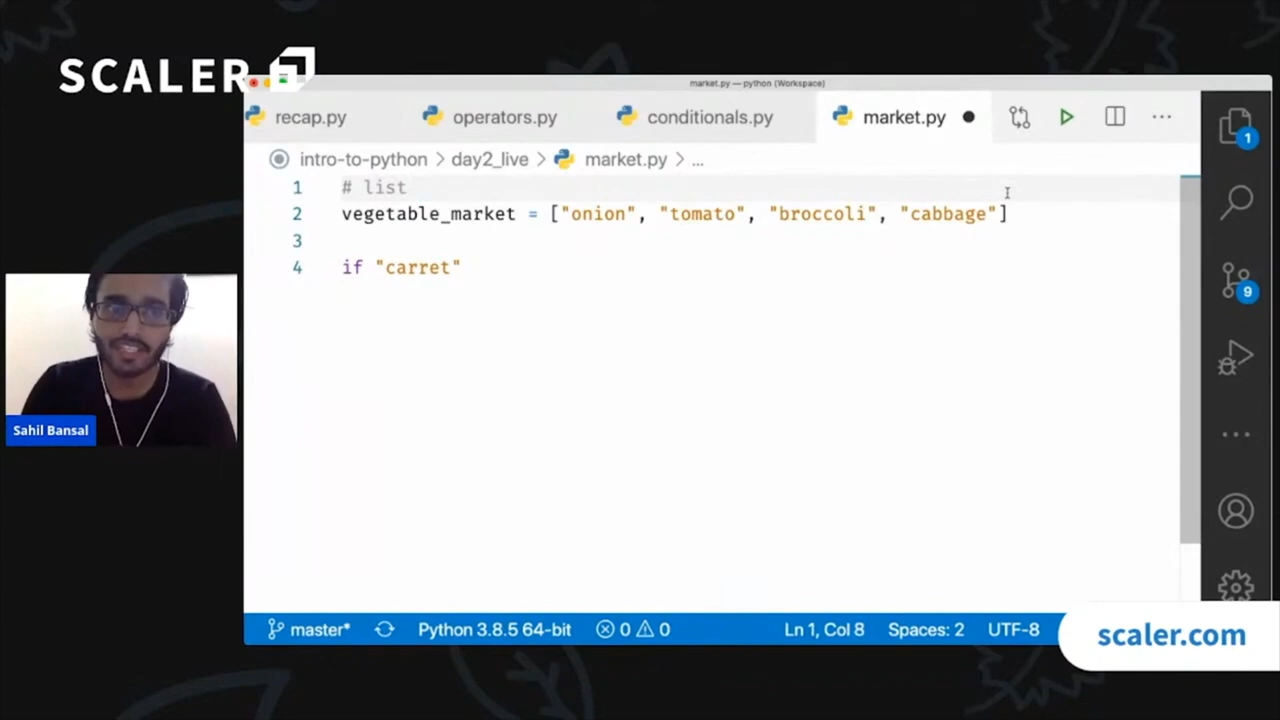 SCALER
market.py — python (Workspace)
recap.py operators.py conditionals.py market.py
intro-to-python > day2_live > market.py > ...
1 # list
2 vegetable_market = ["onion", "tomato", "broccoli", "cabbage"]
3
4 if "carret"
1
9
Sahil Bansal
master* Python 3.8.5 64-bit 0 0 Ln 1, Col 8 Spaces: 2 UTF-8
scaler.com